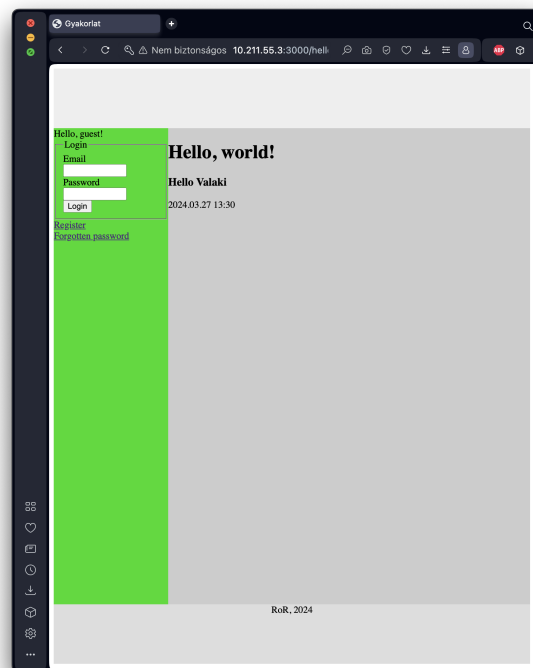 Gyakorlat
Nem biztonságos 10.211.55.3:3000/hell
ABP
Hello, guest!
Login
Email
Password
Login
Register
Forgotten password
Hello, world!
Hello Valaki
2024.03.27 13:30
RoR, 2024